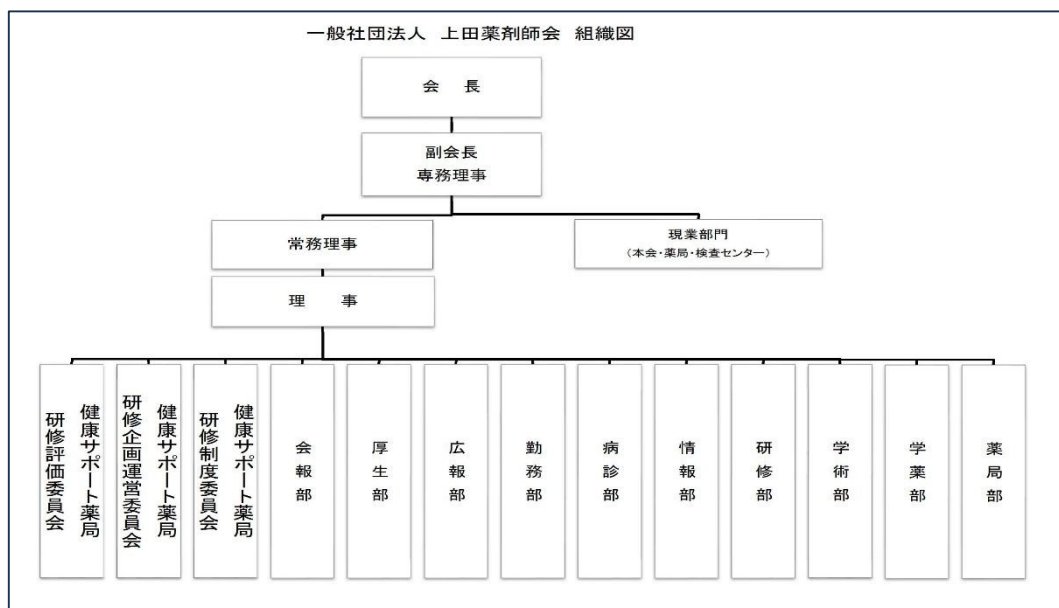 一般社団法人 上田薬剤師会 組織図
会 長
副会長
専務理事
常務理事
現業部門
(本会・薬局・検査センター)
理 事
健康サポート薬局
研修評価委員会
健康サポート薬局
研修企画運営委員会
健康サポート薬局
研修制度委員会
会報部
厚生部
広報部
勤務部
病診部
情報部
研修部
学術部
学薬部
薬局部